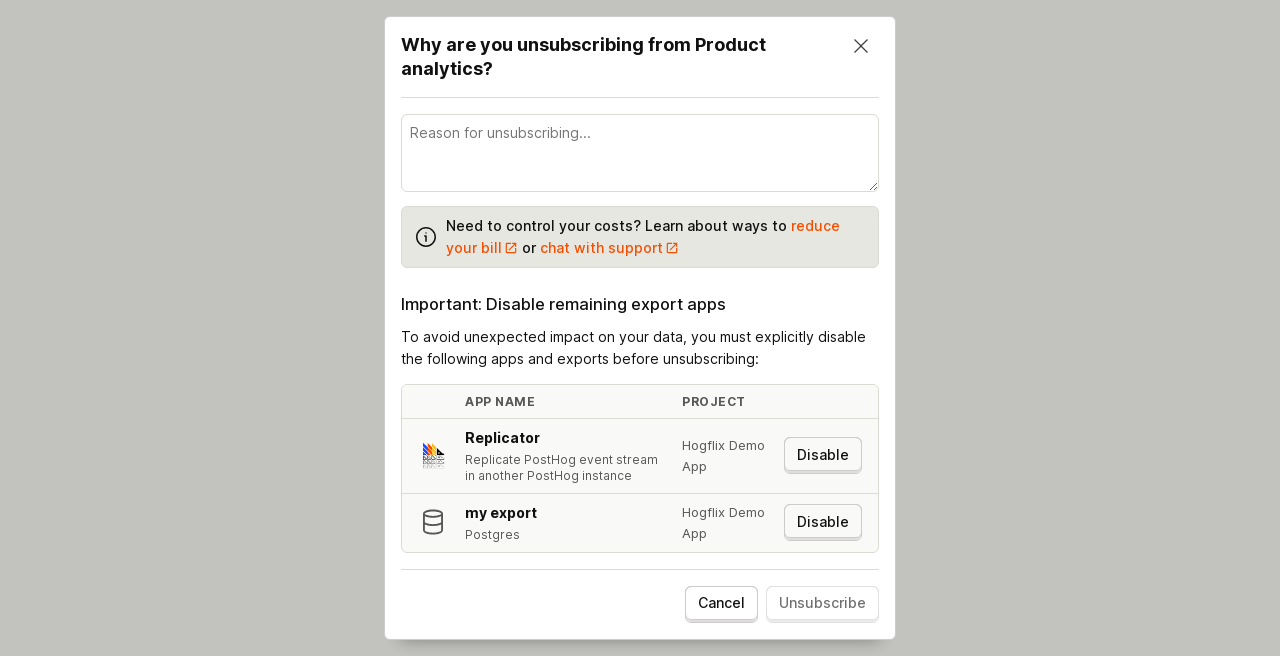 Why are you unsubscribing from Product
analytics?
Reason for unsubscribing...
Need to control your costs? Learn about ways to reduce
your bill or chat with support
Important: Disable remaining export apps
To avoid unexpected impact on your data, you must explicitly disable
the following apps and exports before unsubscribing:
APP NAME PROJECT
Replicator
Replicate PostHog event stream
in another PostHog instance
Hogflix Demo
App
Disable
my export
Postgres
Hogflix Demo
App
Disable
Cancel Unsubscribe